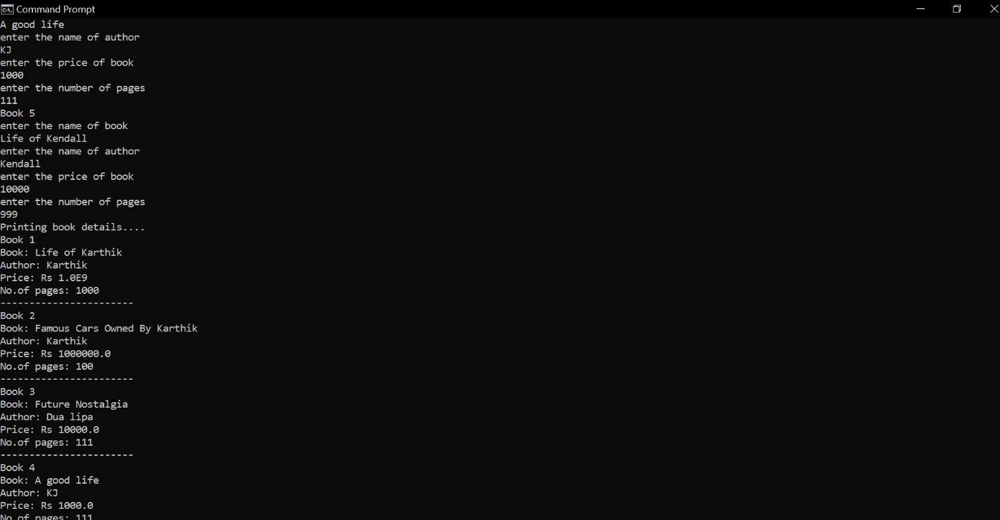 Command Prompt
A good life
enter the name of author
KJ
enter the price of book
1000
enter the number of pages
111
Book 5
enter the name of book
Life of Kendall
enter the name of author
Kendall
enter the price of book
10000
enter the number of pages
999
Printing book details....
Book 1
Book: Life of Karthik
Author: Karthik
Price: Rs 1.0E9
No.of pages: 1000
-----------------------
Book 2
Book: Famous Cars Owned By Karthik
Author: Karthik
Price: Rs 1000000.0
No.of pages: 100
-----------------------
Book 3
Book: Future Nostalgia
Author: Dua lipa
Price: Rs 10000.0
No.of pages: 111
-----------------------
Book 4
Book: A good life
Author: KJ
Price: Rs 1000.0
No.of pages: 111